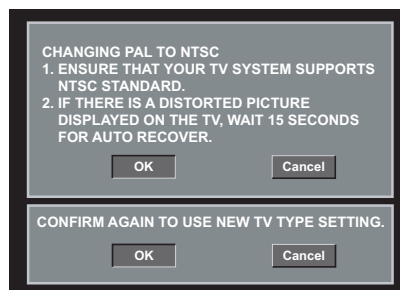 CHANGING PAL TO NTSC
1. ENSURE THAT YOUR TV SYSTEM SUPPORTS
NTSC STANDARD.
2. IF THERE IS A DISTORTED PICTURE
DISPLAYED ON THE TV, WAIT 15 SECONDS
FOR AUTO RECOVER.
OK Cancel
CONFIRM AGAIN TO USE NEW TV TYPE SETTING.
OK Cancel